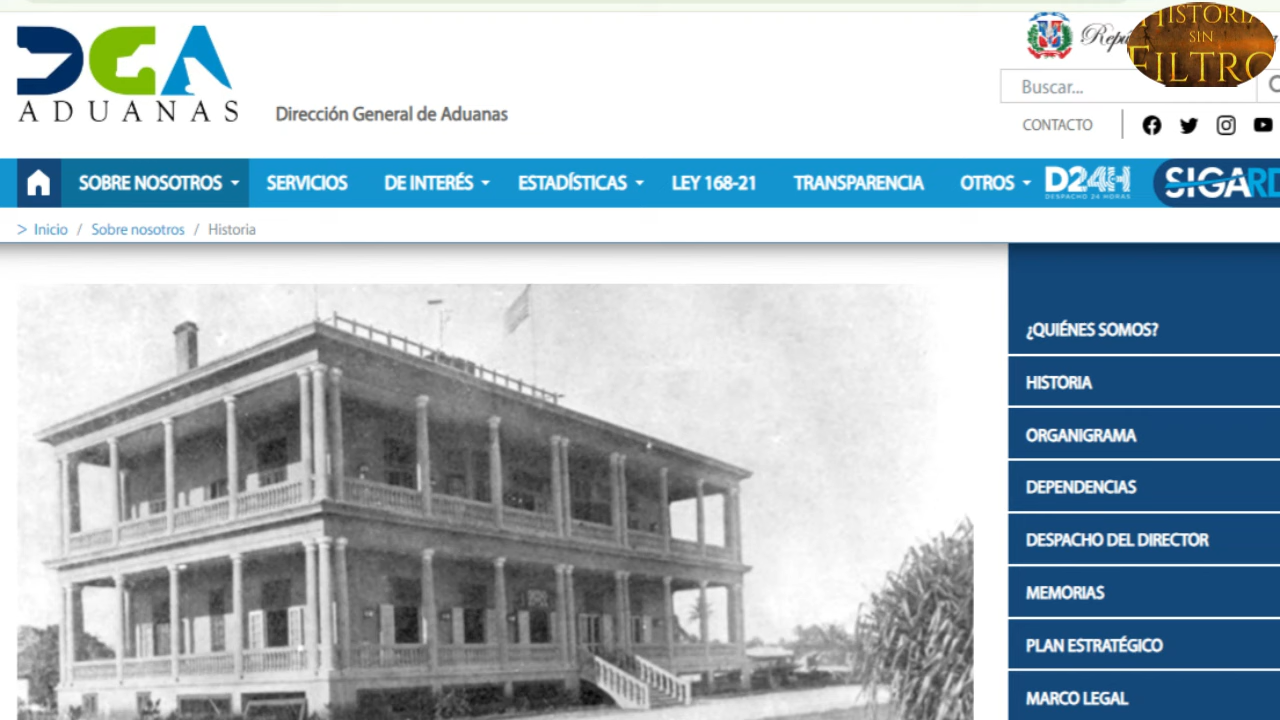 DGA
ADUANAS
Dirección General de Aduanas
HISTORIA
SIN
FILTRO
Buscar...
CONTACTO
SOBRE NOSOTROS
SERVICIOS
DE INTERÉS
ESTADÍSTICAS
LEY 168-21
TRANSPARENCIA
OTROS
D24H
DESPACHO 24 HORAS
SIGARD
> Inicio / Sobre nosotros / Historia
¿QUIÉNES SOMOS?
HISTORIA
ORGANIGRAMA
DEPENDENCIAS
DESPACHO DEL DIRECTOR
MEMORIAS
PLAN ESTRATÉGICO
MARCO LEGAL